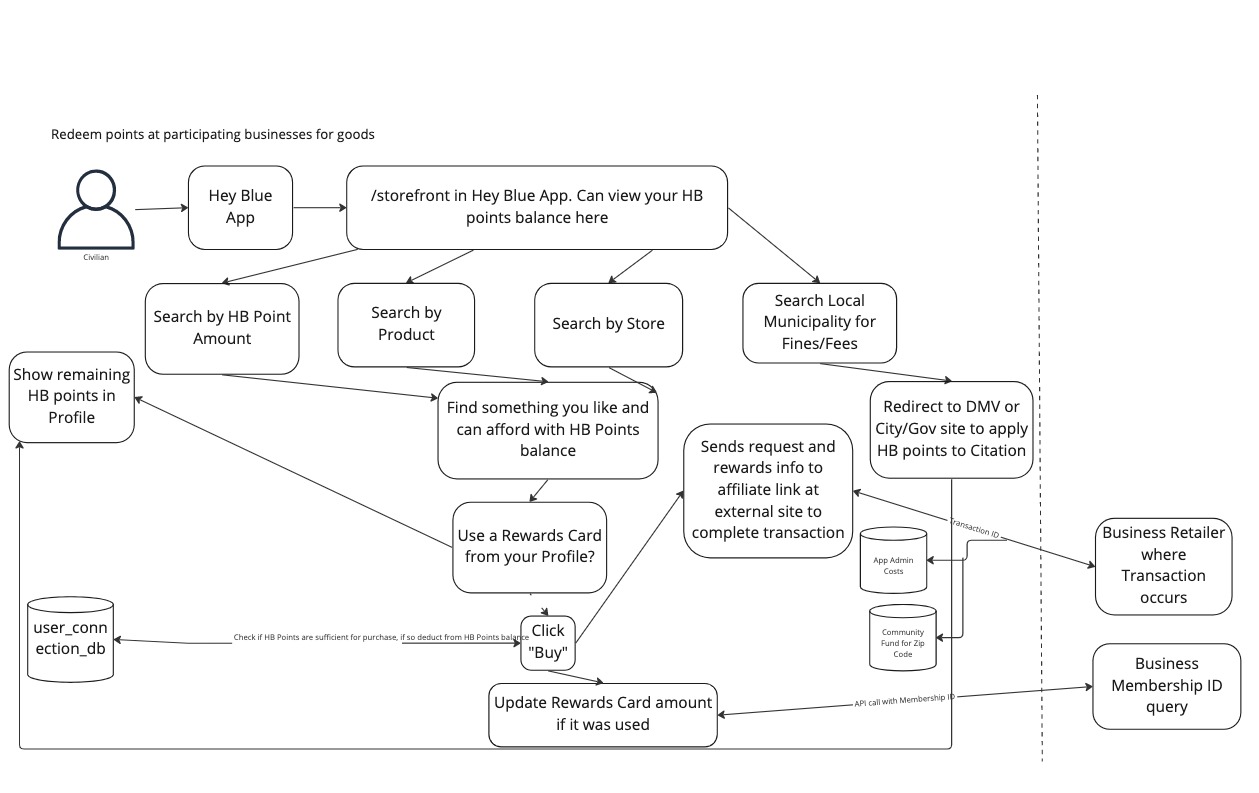 Redeem points at participating businesses for goods
Civilian
Hey Blue
App
/storefront in Hey Blue App. Can view your HB
points balance here
Search by HB Point
Amount
Search by
Product
Search by Store
Search Local
Municipality for
Fines/Fees
Show remaining
HB points in
Profile
Find something you like and
can afford with HB Points
balance
Redirect to DMV or
City/Gov site to apply
HB points to Citation
Sends request and
rewards info to
affiliate link at
external site to
complete transaction
Use a Rewards Card
from your Profile?
Transaction ID
Business Retailer
where
Transaction
occurs
App Admin
Costs
user_conn
ection_db
Check if HB Points are sufficient for purchase, if so deduct from HB Points balance
Click
"Buy"
Community
Fund for Zip
Code
Update Rewards Card amount
if it was used
API call with Membership ID
Business
Membership ID
query